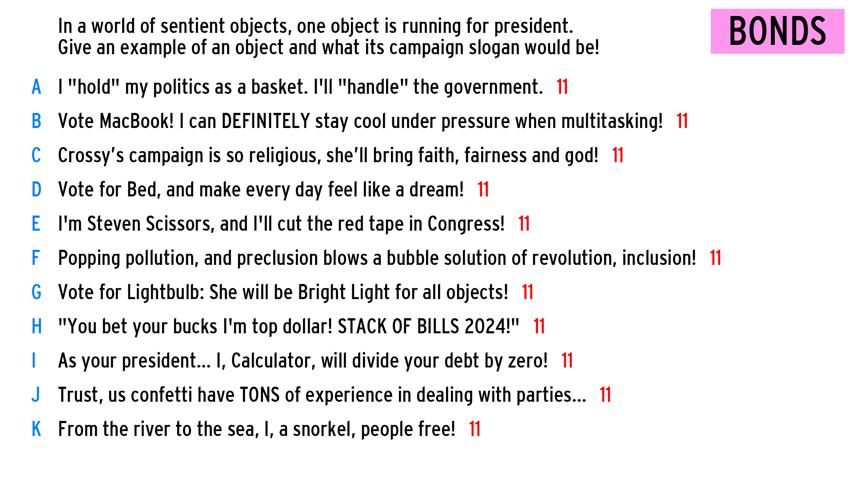 In a world of sentient objects, one object is running for president.
Give an example of an object and what its campaign slogan would be!
BONDS
A I "hold" my politics as a basket. I'll "handle" the government. 11
B Vote MacBook! I can DEFINITELY stay cool under pressure when multitasking! 11
C Crossy’s campaign is so religious, she’ll bring faith, fairness and god! 11
D Vote for Bed, and make every day feel like a dream! 11
E I'm Steven Scissors, and I'll cut the red tape in Congress! 11
F Popping pollution, and preclusion blows a bubble solution of revolution, inclusion! 11
G Vote for Lightbulb: She will be Bright Light for all objects! 11
H "You bet your bucks I'm top dollar! STACK OF BILLS 2024!" 11
I As your president... I, Calculator, will divide your debt by zero! 11
J Trust, us confetti have TONS of experience in dealing with parties... 11
K From the river to the sea, I, a snorkel, people free! 11